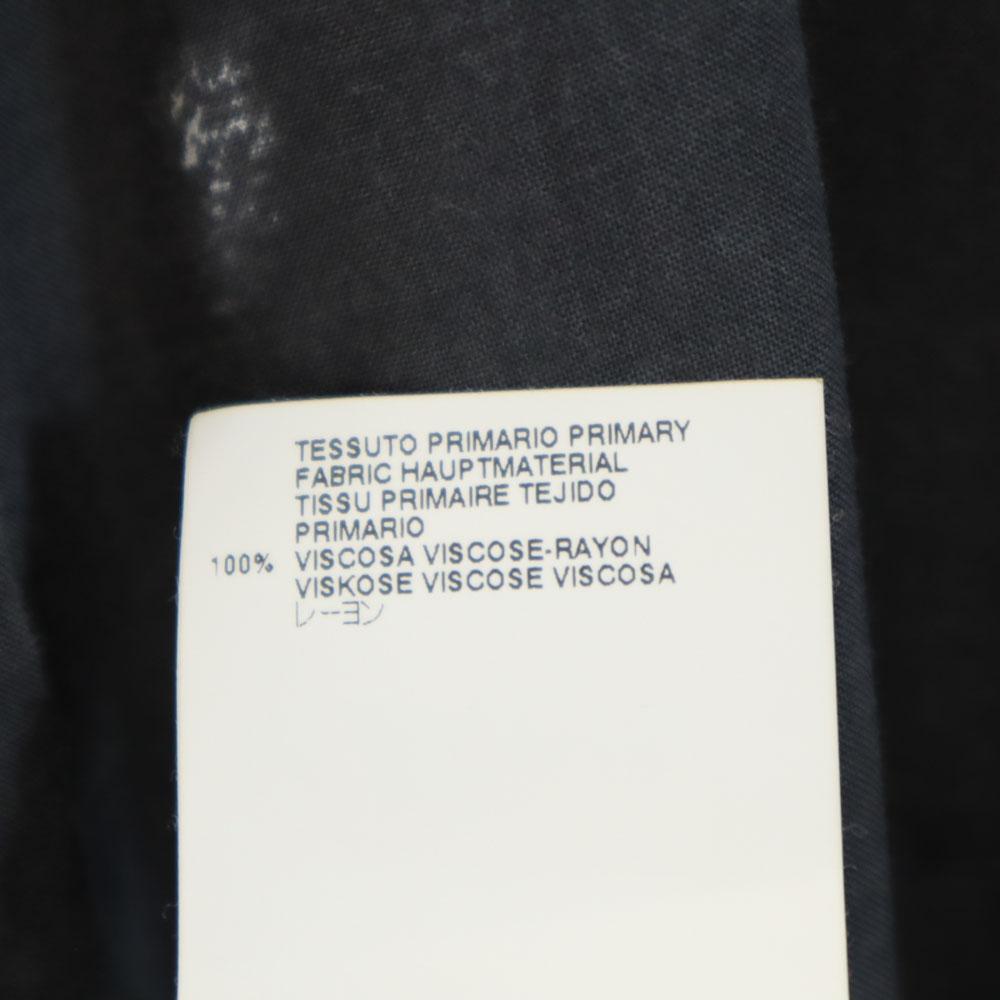 TESSUTO PRIMARIO PRIMARY
FABRIC HAUPTMATERIAL
TISSU PRIMAIRE TEJIDO
PRIMARIO
100% VISCOSA VISCOSE-RAYON
VISKOSE VISCOSE VISCOSA
レーヨン